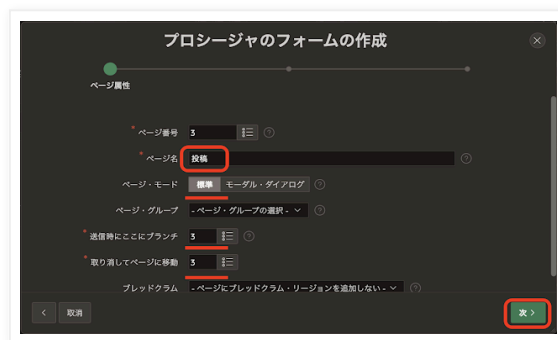 プロシージャのフォームの作成
ページ属性
* ページ番号 3
* ページ名 投稿
ページ・モード 標準 モーダル・ダイアログ
ページ・グループ - ページ・グループの選択 -
* 送信時にここにブランチ 3
* 取り消してページに移動 3
ブレッドクラム - ページにブレッドクラム・リージョンを追加しない -
取消 次